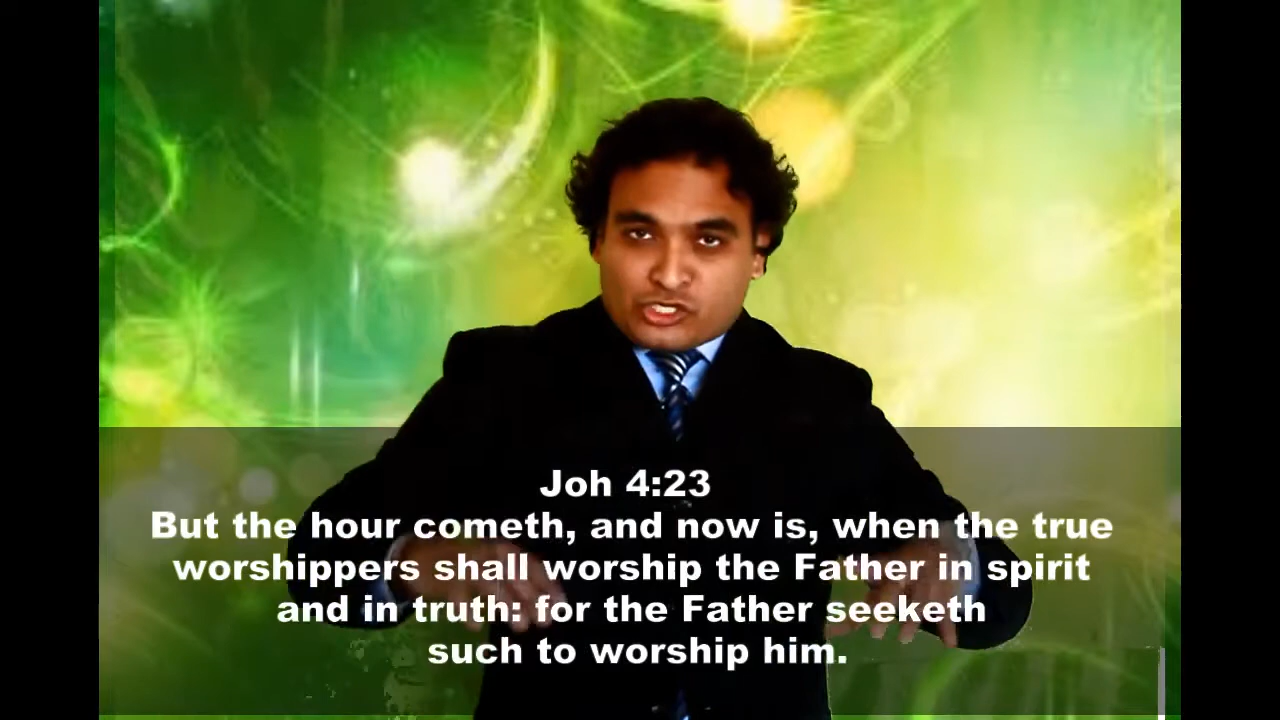 Joh 4:23
But the hour cometh, and now is, when the true
worshippers shall worship the Father in spirit
and in truth: for the Father seeketh
such to worship him.